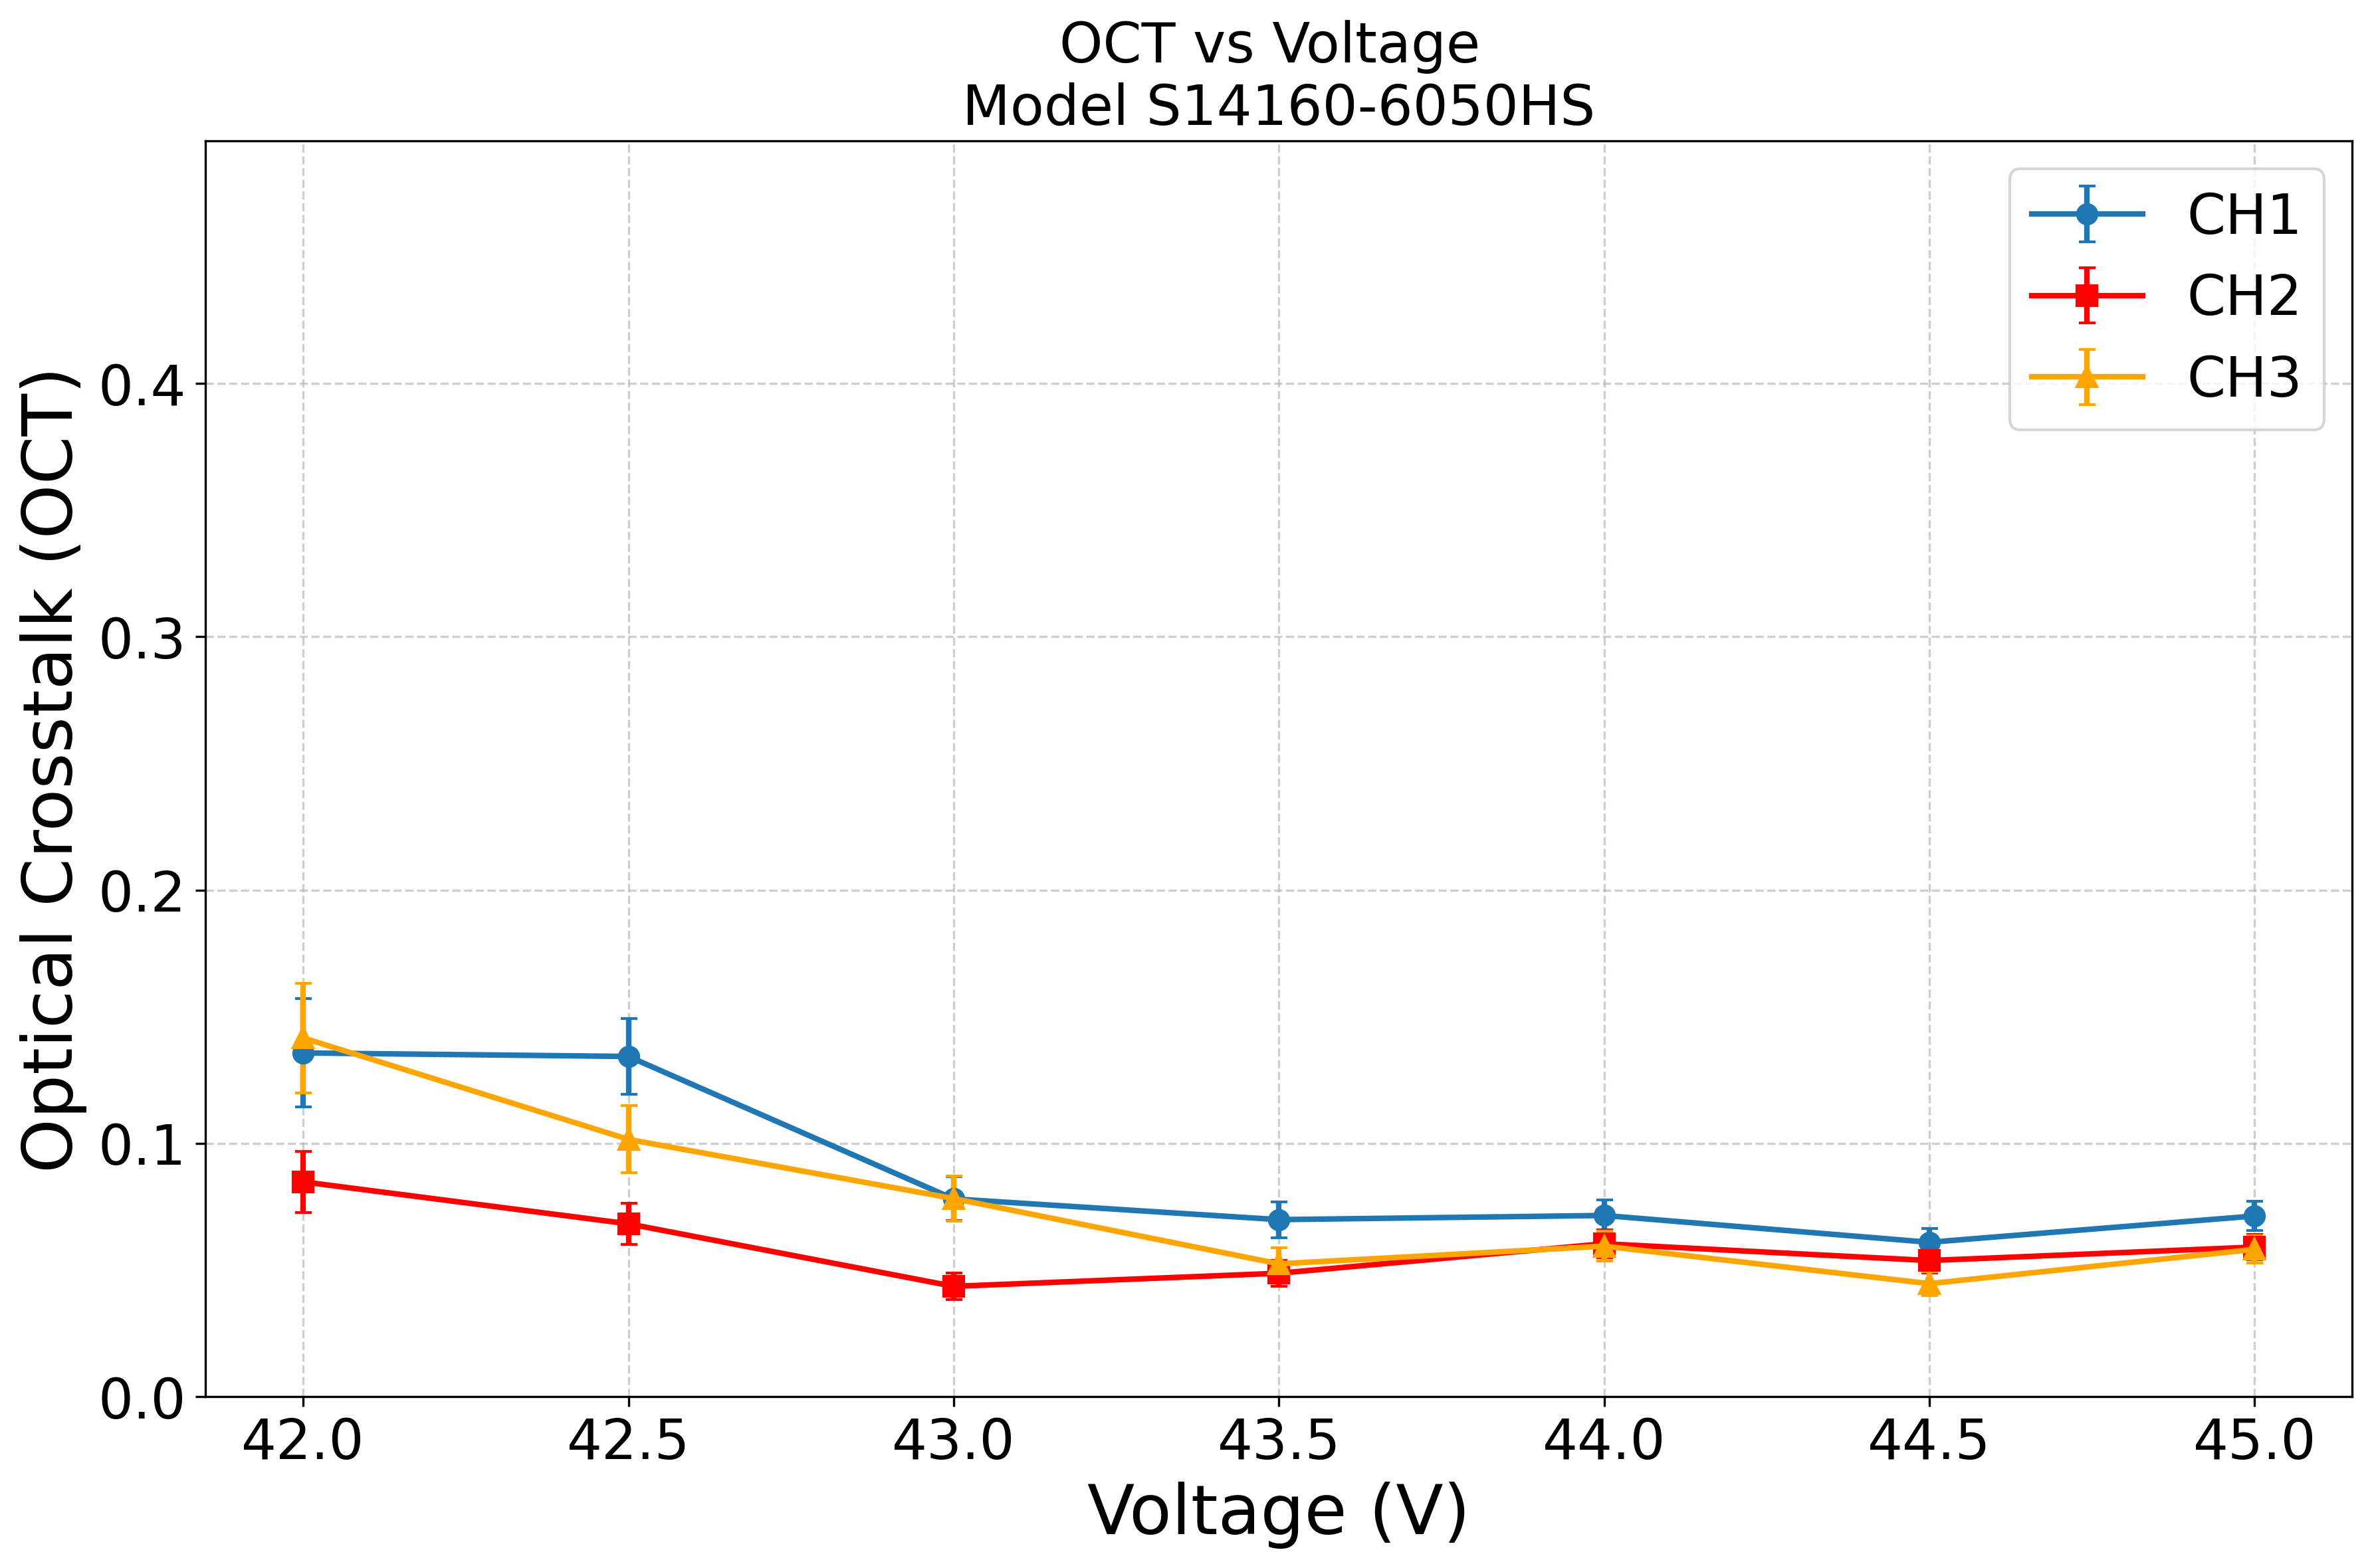 OCT vs Voltage
Model S14160-6050HS
CH1
CH2
CH3
Optical Crosstalk (OCT)
0.4
0.3
0.2
0.1
0.0
42.0 42.5 43.0 43.5 44.0 44.5 45.0
Voltage (V)